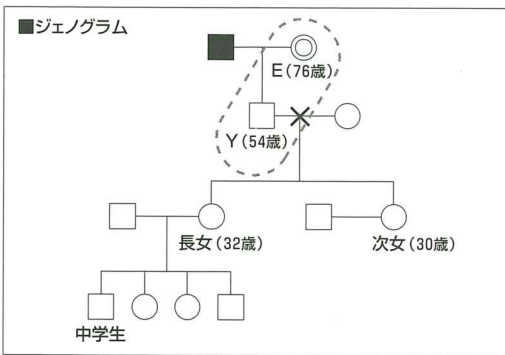 ■ジェノグラム
E(76歳)
Y(54歳)
長女(32歳)
次女(30歳)
中学生